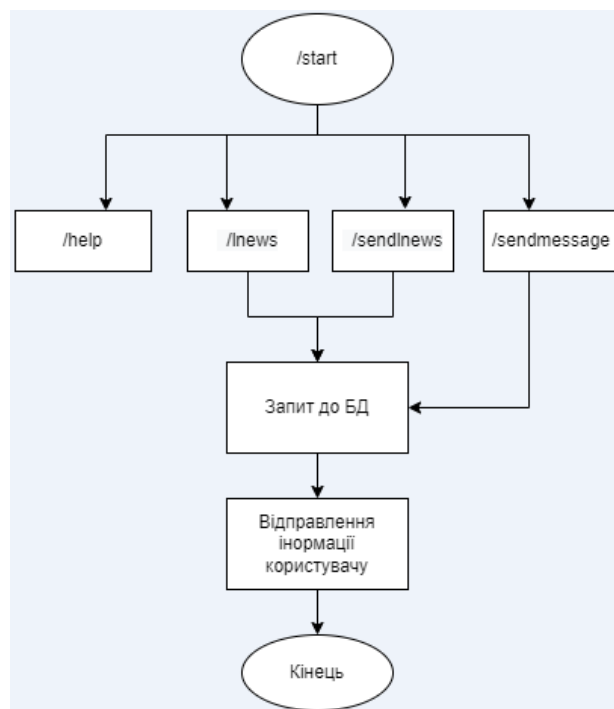 /start
/help
/lnews
/sendlnews
/sendmessage
Запит до БД
Відправлення
інормації
користувачу
Кінець